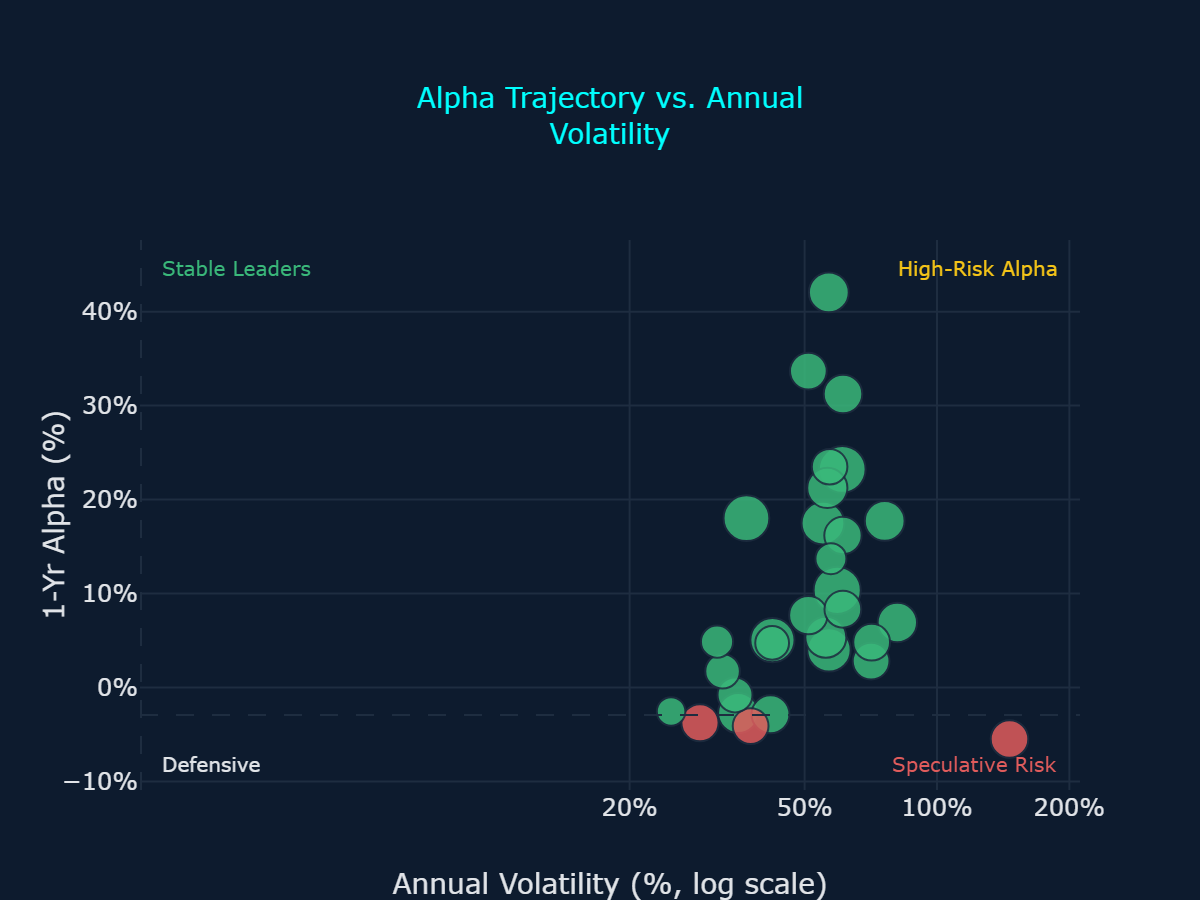 Alpha Trajectory vs. Annual
Volatility
Stable Leaders
High-Risk Alpha
40%
30%
20%
10%
0%
−10%
1-Yr Alpha (%)
Defensive
Speculative Risk
20%
50%
100%
200%
Annual Volatility (%, log scale)